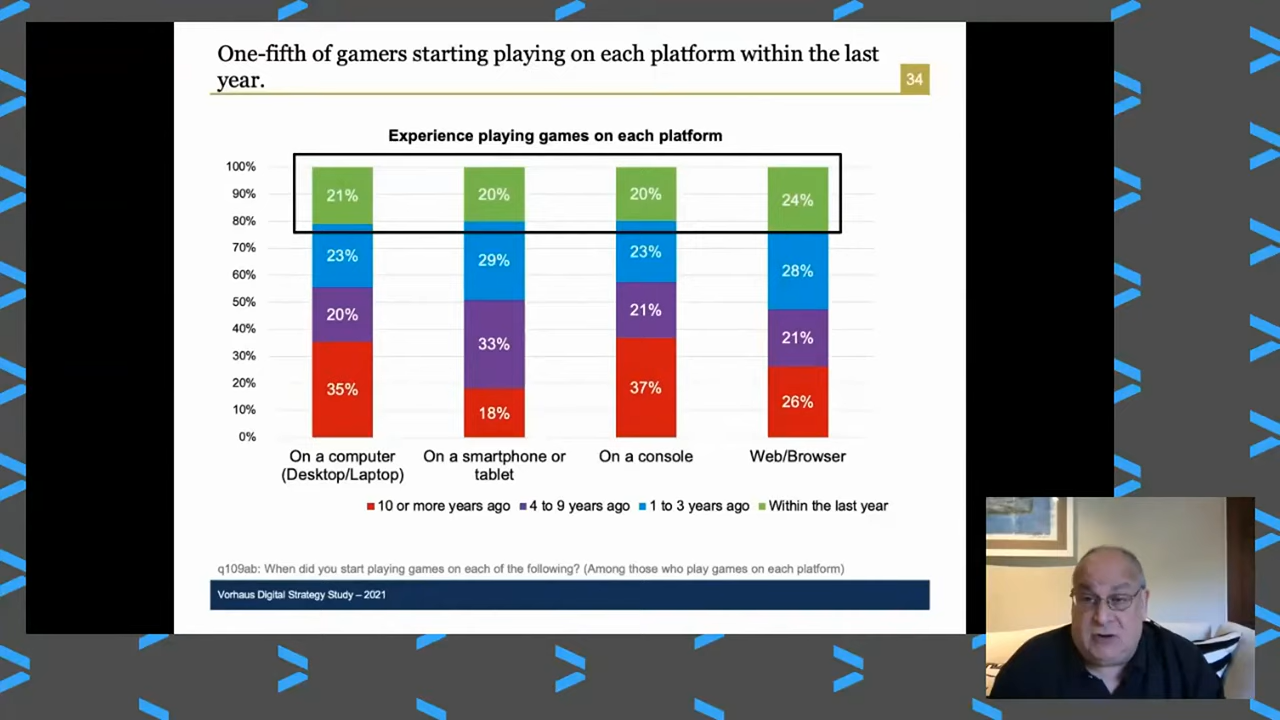 One-fifth of gamers starting playing on each platform within the last
year.
34
Experience playing games on each platform
100%
90%
80%
70%
60%
50%
40%
30%
20%
10%
0%
21%
23%
20%
35%
20%
29%
33%
18%
20%
23%
21%
37%
24%
28%
21%
26%
On a computer
(Desktop/Laptop)
On a smartphone or
tablet
On a console
Web/Browser
10 or more years ago 4 to 9 years ago 1 to 3 years ago Within the last year
q109ab: When did you start playing games on each of the following? (Among those who play games on each platform)
Vorhaus Digital Strategy Study – 2021